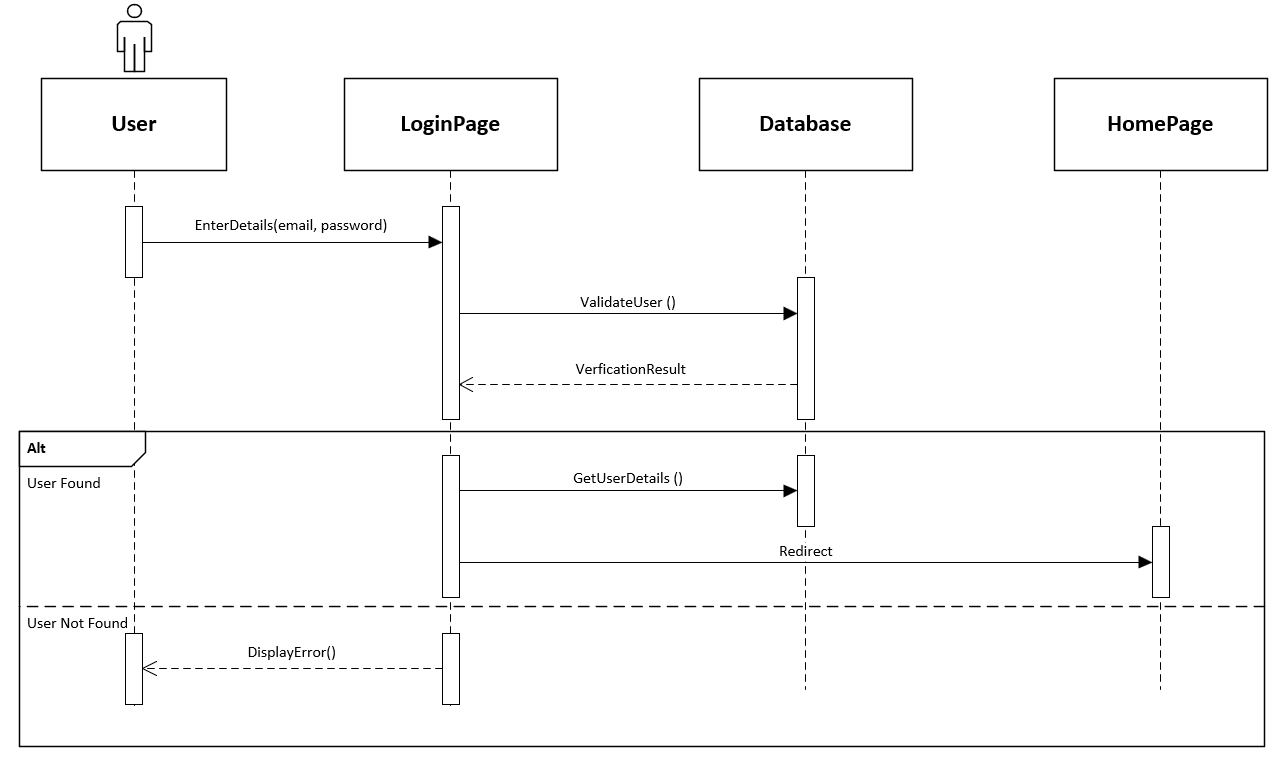 User
LoginPage
Database
HomePage
EnterDetails(email, password)
ValidateUser ()
VerficationResult
Alt
User Found
GetUserDetails ()
Redirect
User Not Found
DisplayError()